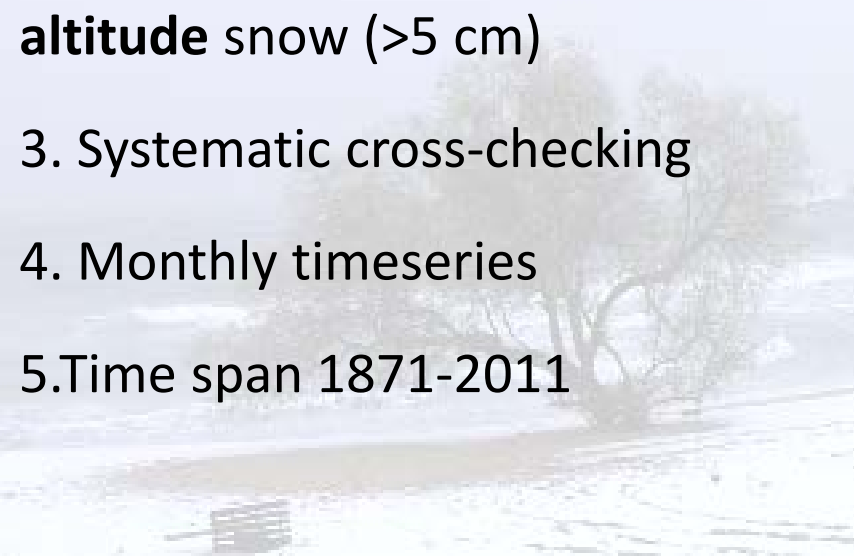 altitude snow (>5 cm)
3. Systematic cross-checking
4. Monthly timeseries
5.Time span 1871-2011